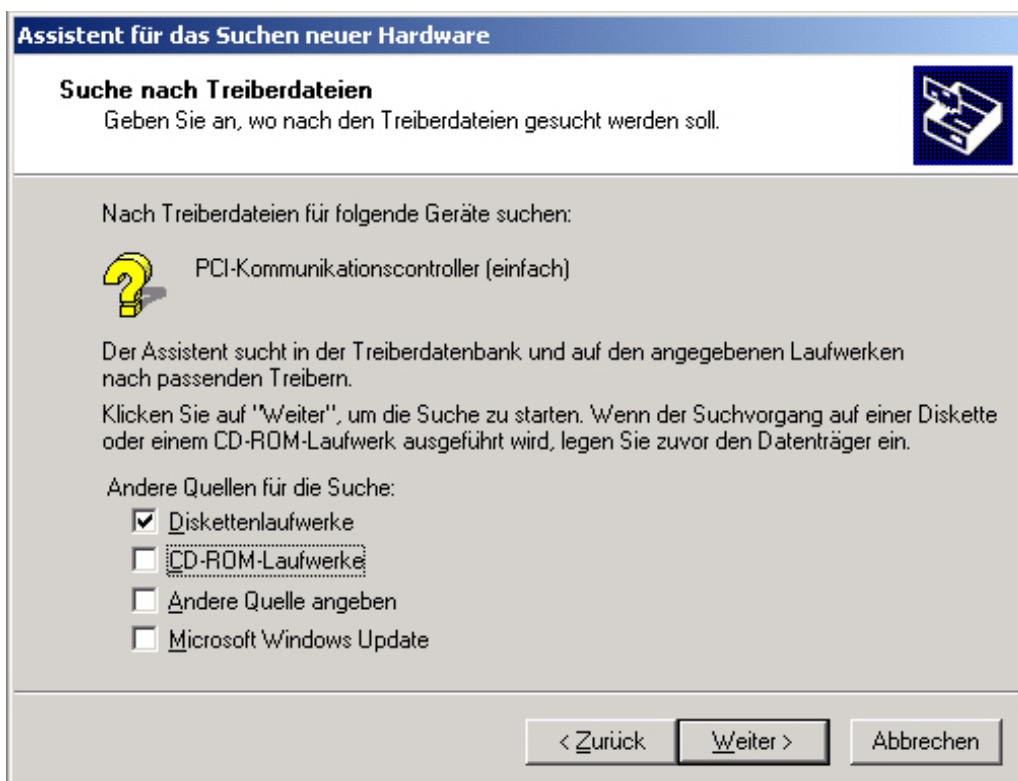 Assistent für das Suchen neuer Hardware
Suche nach Treiberdateien
Geben Sie an, wo nach den Treiberdateien gesucht werden soll.
Nach Treiberdateien für folgende Geräte suchen:
PCI-Kommunikationscontroller (einfach)
Der Assistent sucht in der Treiberdatenbank und auf den angegebenen Laufwerken
nach passenden Treibern.
Klicken Sie auf "Weiter", um die Suche zu starten. Wenn der Suchvorgang auf einer Diskette
oder einem CD-ROM-Laufwerk ausgeführt wird, legen Sie zuvor den Datenträger ein.
Andere Quellen für die Suche:
Diskettenlaufwerke
CD-ROM-Laufwerke
Andere Quelle angeben
Microsoft Windows Update
< Zurück Weiter > Abbrechen